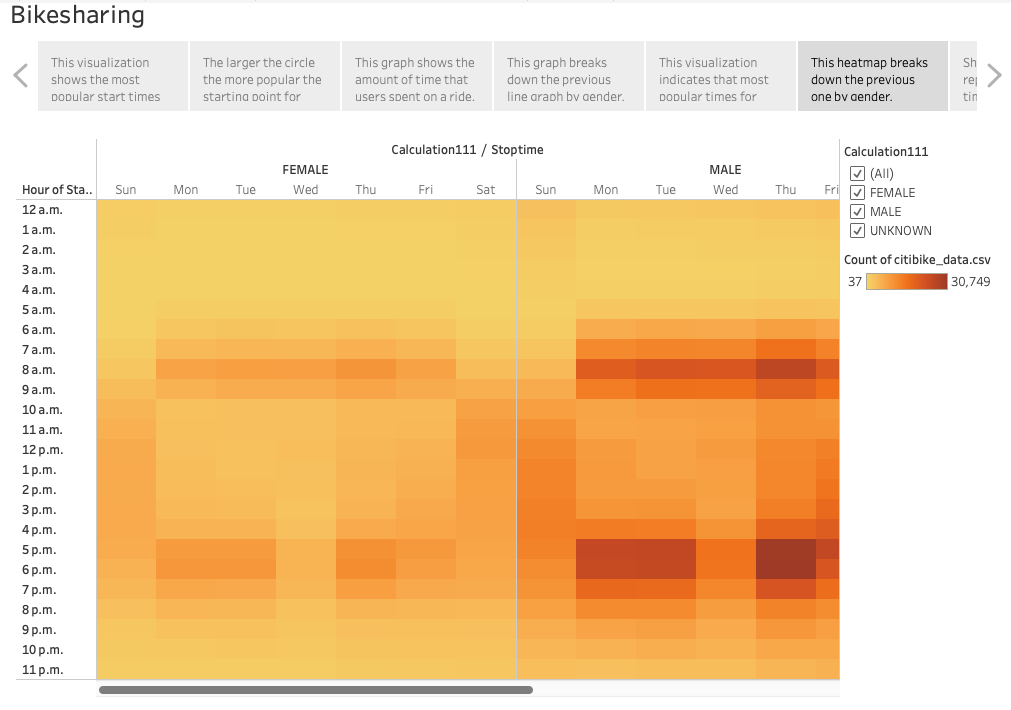 Bikesharing
This visualization
shows the most
popular start times
The larger the circle
the more popular the
starting point for
This graph shows the
amount of time that
users spent on a ride.
This graph breaks
down the previous
line graph by gender.
This visualization
indicates that most
popular times for
This heatmap breaks
down the previous
one by gender.
Sh
rep
tim
Calculation111 / Stoptime
FEMALE MALE
Hour of Sta.. Sun Mon Tue Wed Thu Fri Sat Sun Mon Tue Wed Thu Fri
12 a.m.
1 a.m.
2 a.m.
3 a.m.
4 a.m.
5 a.m.
6 a.m.
7 a.m.
8 a.m.
9 a.m.
10 a.m.
11 a.m.
12 p.m.
1 p.m.
2 p.m.
3 p.m.
4 p.m.
5 p.m.
6 p.m.
7 p.m.
8 p.m.
9 p.m.
10 p.m.
11 p.m.
Calculation111
(All)
FEMALE
MALE
UNKNOWN
Count of citibike_data.csv
37 30,749